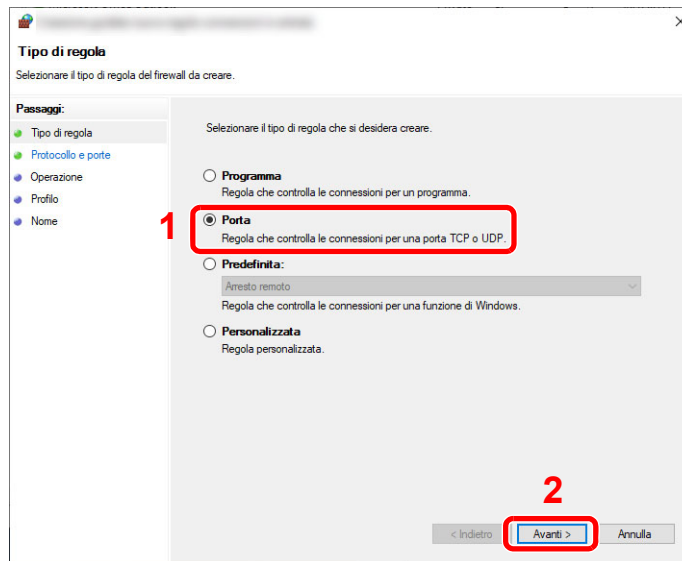 Tipo di regola
Selezionare il tipo di regola del firewall da creare.
Passaggi:
Tipo di regola
Protocollo e porte
Operazione
Profilo
Nome
Selezionare il tipo di regola che si desidera creare.
Programma
Regola che controlla le connessioni per un programma.
1
Porta
Regola che controlla le connessioni per una porta TCP o UDP.
Predefinita:
Arresto remoto
Regola che controlla le connessioni per una funzione di Windows.
Personalizzata
Regola personalizzata.
2
< Indietro
Avanti >
Annulla